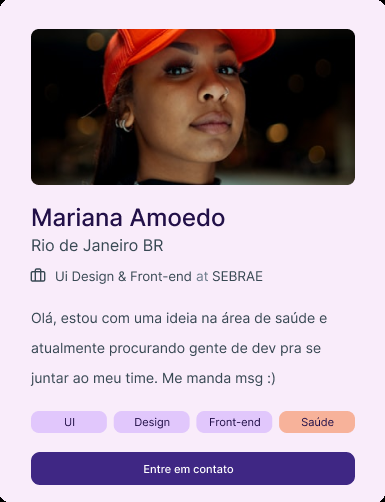 Mariana Amoedo
Rio de Janeiro BR
Ui Design & Front-end at SEBRAE
Olá, estou com uma ideia na área de saúde e
atualmente procurando gente de dev pra se
juntar ao meu time. Me manda msg :)
UI Design Front-end Saúde
Entre em contato